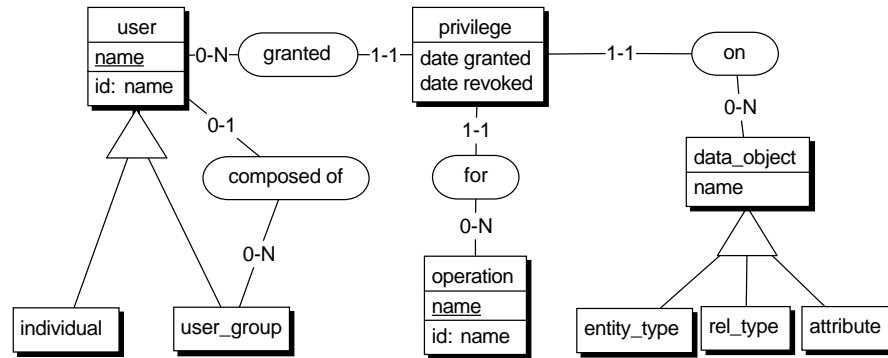 user
name
id: name
0-N
granted
1-1
privilege
date granted
date revoked
1-1
on
0-N
0-1
composed of
0-N
1-1
for
0-N
data_object
name
operation
name
id: name
individual
user_group
entity_type
rel_type
attribute